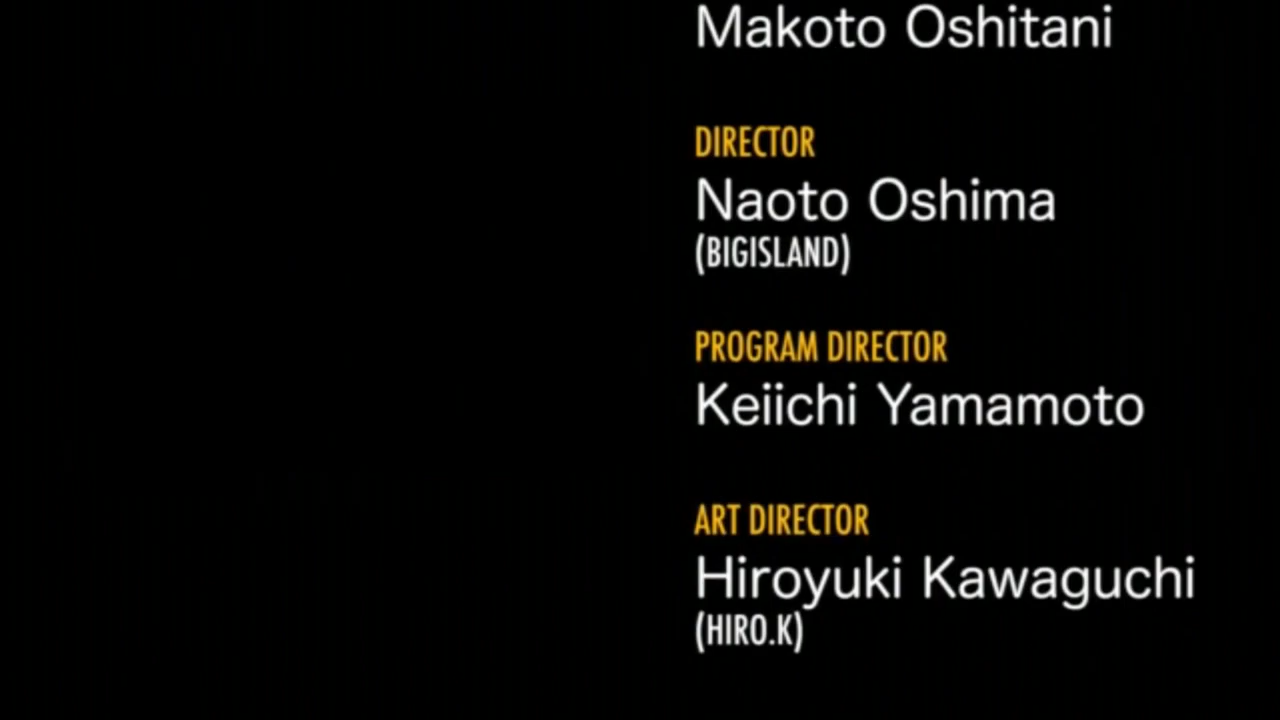 Makoto Oshitani
DIRECTOR
Naoto Oshima
(BIGISLAND)
PROGRAM DIRECTOR
Keiichi Yamamoto
ART DIRECTOR
Hiroyuki Kawaguchi
(HIRO.K)